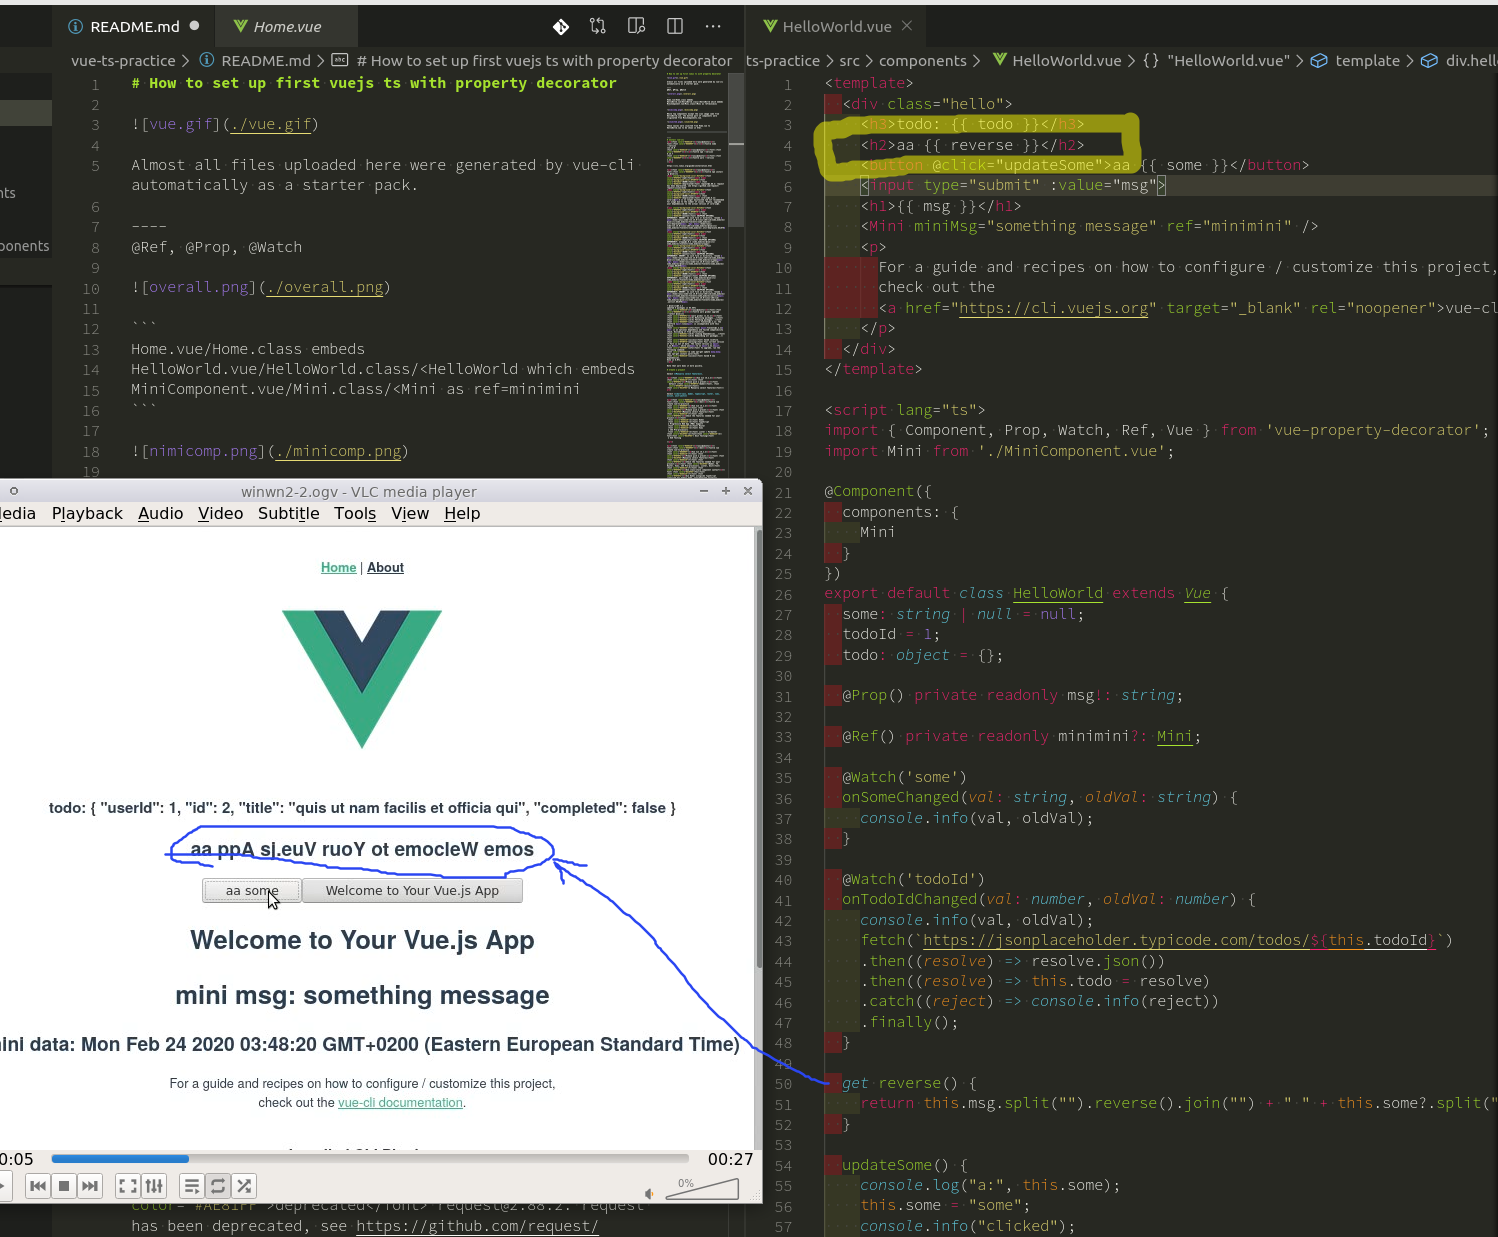 README.md
Home.vue
HelloWorld.vue
vue-ts-practice > README.md > # How to set up first vuejs ts with property decorator
ts-practice > src > components > HelloWorld.vue > {} "HelloWorld.vue" > template > div.hell
nts
ponents
1 # How to set up first vuejs ts with property decorator
2
3 ![vue.gif](./vue.gif)
4
5 Almost all files uploaded here were generated by vue-cli
automatically as a starter pack.
6
7 ----
8 @Ref, @Prop, @Watch
9
10 ![overall.png](./overall.png)
11
12 ```
13 Home.vue/Home.class embeds
14 HelloWorld.vue/HelloWorld.class/<HelloWorld which embeds
15 MiniComponent.vue/Mini.class/<Mini as ref=minimini
16 ```
17
18 ![nimicomp.png](./minicomp.png)
19
winwn2-2.ogv - VLC media player
edia Playback Audio Video Subtitle Tools View Help
Home | About
todo: { "userId": 1, "id": 2, "title": "quis ut nam facilis et officia qui", "completed": false }
aa ppA sj.euV ruoY ot emocleW emos
aa some
Welcome to Your Vue.js App
Welcome to Your Vue.js App
mini msg: something message
ini data: Mon Feb 24 2020 03:48:20 GMT+0200 (Eastern European Standard Time)
For a guide and recipes on how to configure / customize this project,
check out the vue-cli documentation.
0:05
00:27
0%
color="#AE81FF">deprecated</font> request@2.88.2: request
has been deprecated, see https://github.com/request/
1 <template>
2 <div class="hello">
3 <h3>todo: {{ todo }}</h3>
4 <h2>aa {{ reverse }}</h2>
5 <button @click="updateSome">aa {{ some }}</button>
6 <input type="submit" :value="msg">
7 <h1>{{ msg }}</h1>
8 <Mini miniMsg="something message" ref="minimini" />
9 <p>
10 For a guide and recipes on how to configure / customize this project,
11 check out the
12 <a href="https://cli.vuejs.org" target="_blank" rel="noopener">vue-cl
13 </p>
14 </div>
15 </template>
16
17 <script lang="ts">
18 import { Component, Prop, Watch, Ref, Vue } from 'vue-property-decorator';
19 import Mini from './MiniComponent.vue';
20
21 @Component({
22 components: {
23 Mini
24 }
25 })
26 export default class HelloWorld extends Vue {
27 some: string | null = null;
28 todoId = 1;
29 todo: object = {};
30
31 @Prop() private readonly msg!: string;
32
33 @Ref() private readonly minimini?: Mini;
34
35 @Watch('some')
36 onSomeChanged(val: string, oldVal: string) {
37 console.info(val, oldVal);
38 }
39
40 @Watch('todoId')
41 onTodoIdChanged(val: number, oldVal: number) {
42 console.info(val, oldVal);
43 fetch(`https://jsonplaceholder.typicode.com/todos/${this.todoId}`)
44 .then((resolve) => resolve.json())
45 .then((resolve) => this.todo = resolve)
46 .catch((reject) => console.info(reject))
47 .finally();
48 }
49
50 get reverse() {
51 return this.msg.split("").reverse().join("") + " " + this.some?.split("
52 }
53
54 updateSome() {
55 console.log("a:", this.some);
56 this.some = "some";
57 console.info("clicked");